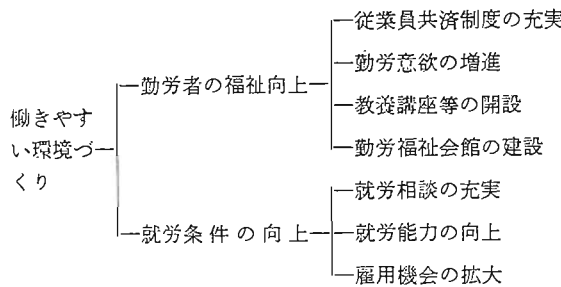 従業員共済制度の充実
勤労者の福祉向上
勤労意欲の増進
教養講座等の開設
働きやす
い環境づ
くり
勤労福祉会館の建設
就労相談の充実
就労条件の向上
就労能力の向上
雇用機会の拡大